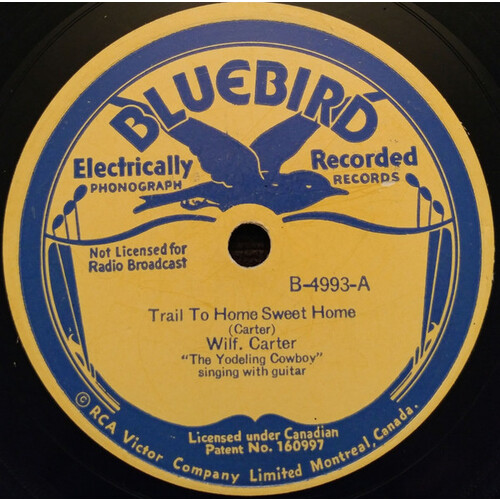 BLUEBIRD
Electrically Recorded
PHONOGRAPH RECORDS
Not Licensed for
Radio Broadcast
B-4993-A
Trail To Home Sweet Home
(Carter)
Wilf. Carter
"The Yodeling Cowboy"
singing with guitar
Licensed under Canadian
Patent No. 160997
© RCA Victor Company Limited Montreal, Canada.